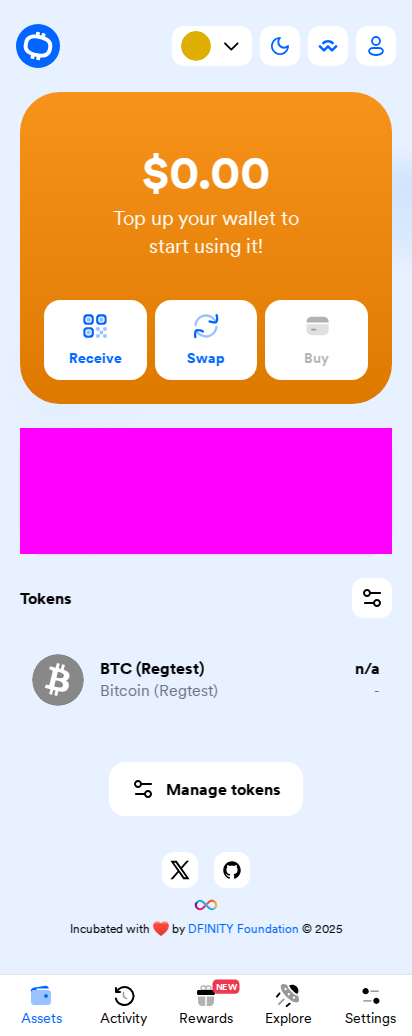 $0.00
Top up your wallet to
start using it!
Receive
Swap
Buy
Tokens
BTC (Regtest)
n/a
Bitcoin (Regtest)
-
Manage tokens
Incubated with ❤️ by DFINITY Foundation © 2025
NEW
Assets
Activity
Rewards
Explore
Settings